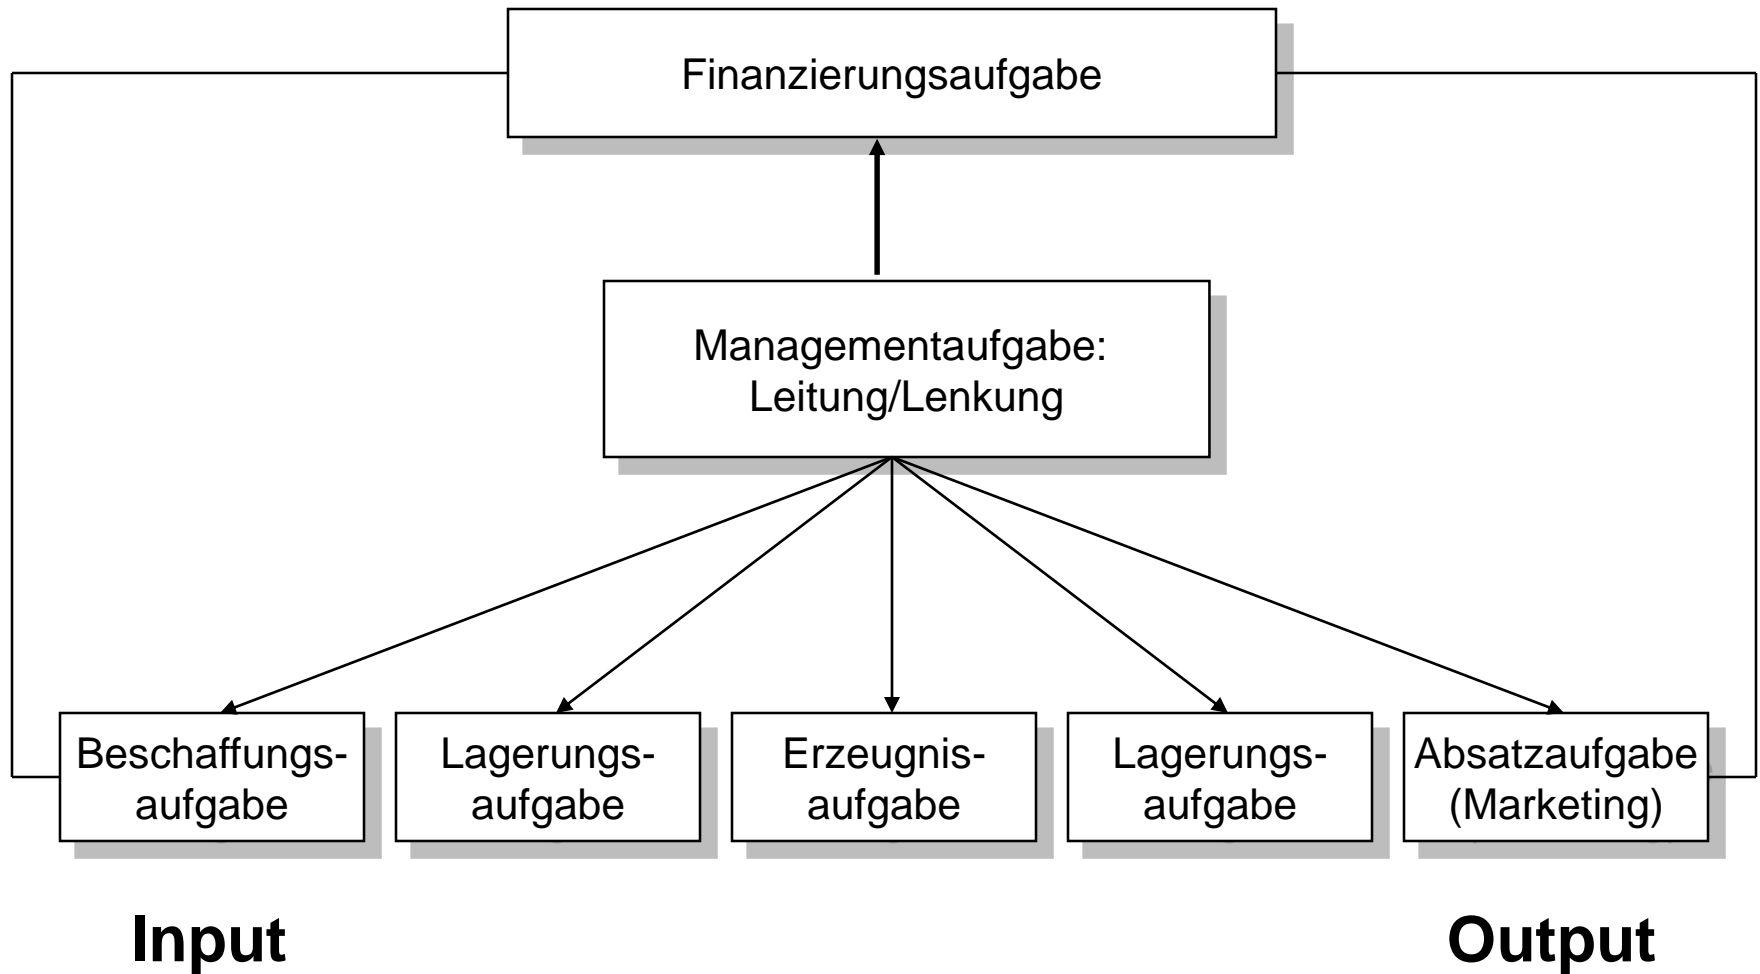 Finanzierungsaufgabe
Managementaufgabe:
Leitung/Lenkung
Beschaffungs-
aufgabe
Lagerungs-
aufgabe
Erzeugnis-
aufgabe
Lagerungs-
aufgabe
Absatzaufgabe
(Marketing)
Input
Output